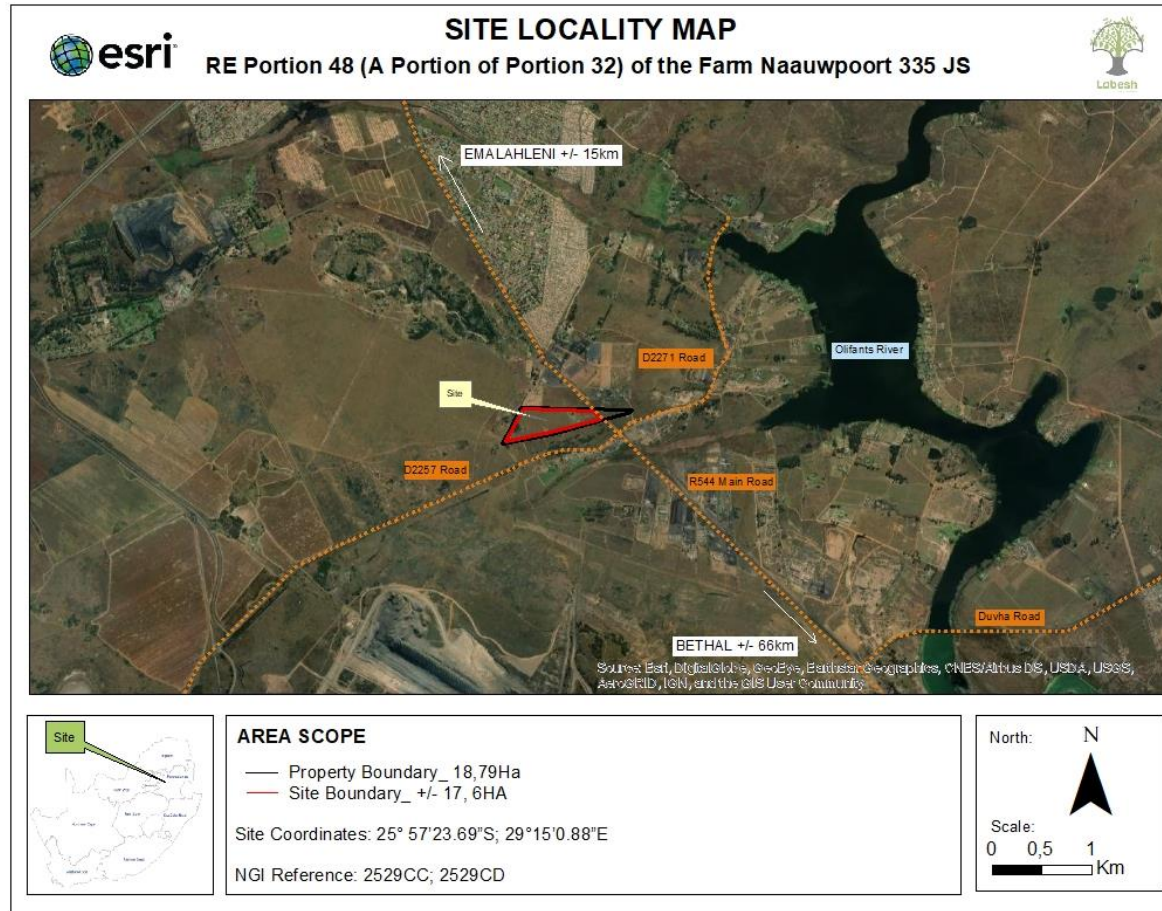 SITE LOCALITY MAP
esri
RE Portion 48 (A Portion of Portion 32) of the Farm Naauwpoort 335 JS
Lobesh
EMALAHLENI +/- 15km
D2271 Road
Olifants River
Site
D2257 Road
R544 Main Road
Duvha Road
BETHAL +/- 66km
Source: Esri, DigitalGlobe, GeoEye, Earthstar Geographics, CNES/Airbus DS, USDA, USGS,
AeroGRID, IGN, and the GIS User Community
Site
AREA SCOPE
Property Boundary_ 18,79Ha
Site Boundary_ +/- 17, 6HA
Site Coordinates: 25° 57'23.69"S; 29°15'0.88"E
NGI Reference: 2529CC; 2529CD
North:
N
Scale:
0 0,5 1
Km